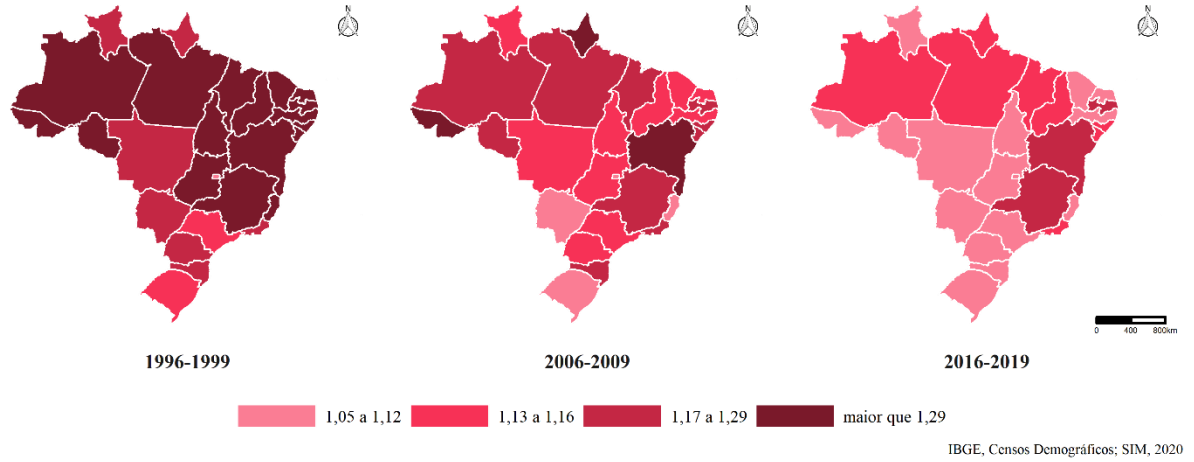 N
N
N
0 400 800km
1996-1999
2006-2009
2016-2019
1,05 a 1,12
1,13 a 1,16
1,17 a 1,29
maior que 1,29
IBGE, Censos Demográficos; SIM, 2020